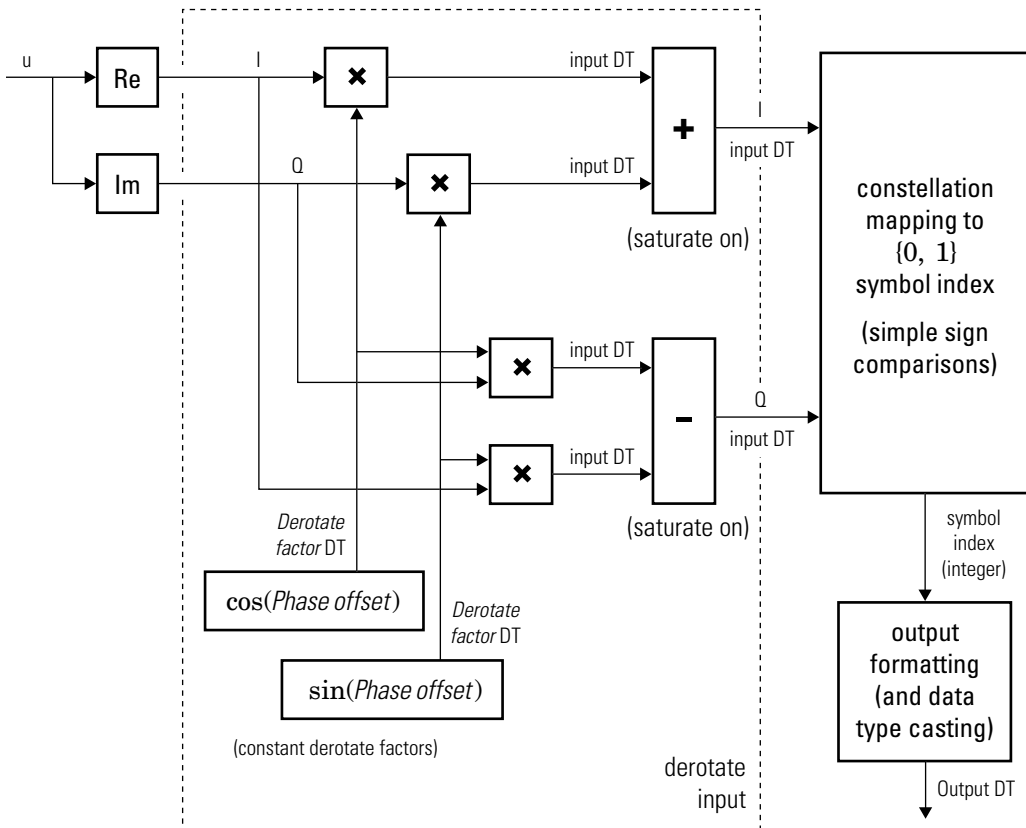 u
Re
I
×
input DT
Im
Q
×
input DT
+
(saturate on)
I
input DT
constellation
mapping to
{0, 1}
symbol index
(simple sign
comparisons)
×
input DT
×
input DT
-
(saturate on)
Q
input DT
Derotate
factor DT
cos(Phase offset)
Derotate
factor DT
sin(Phase offset)
(constant derotate factors)
derotate
input
symbol
index
(integer)
output
formatting
(and data
type casting)
Output DT